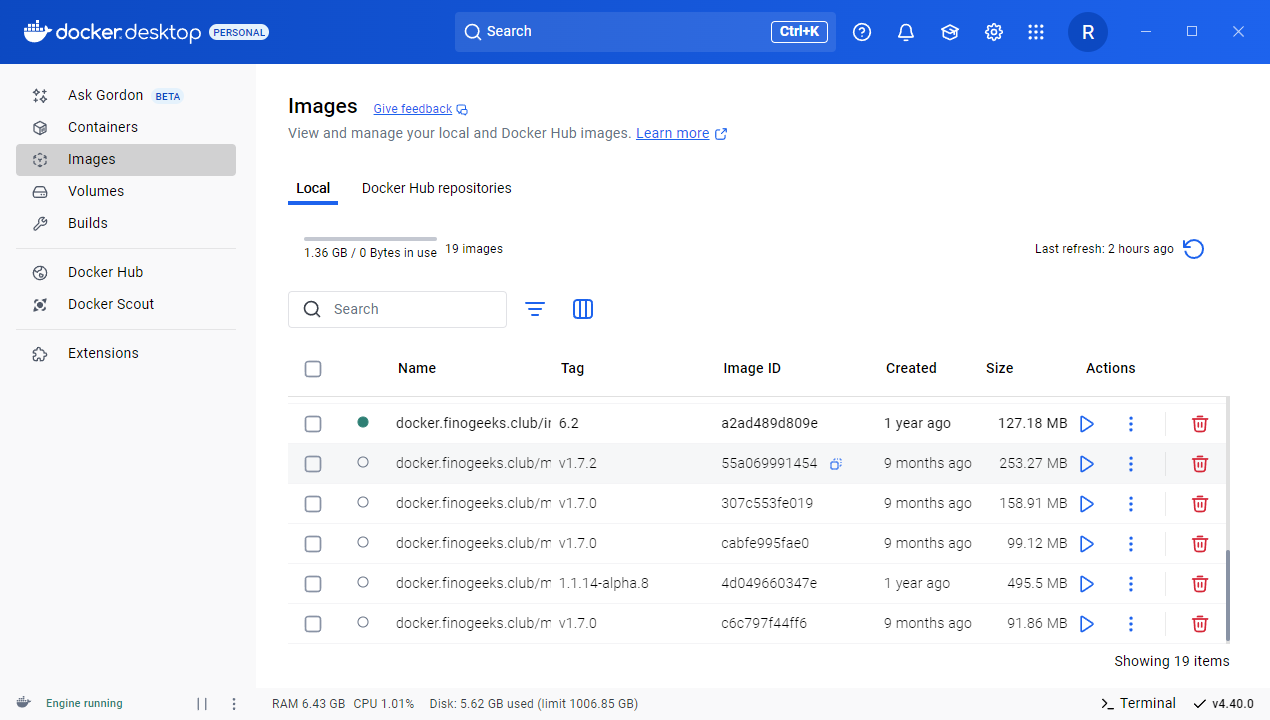 docker.desktop PERSONAL
Search
Ctrl+K
R
Ask Gordon BETA
Containers
Images
Volumes
Builds
Docker Hub
Docker Scout
Extensions
Images Give feedback
View and manage your local and Docker Hub images. Learn more
Local Docker Hub repositories
1.36 GB / 0 Bytes in use 19 images
Last refresh: 2 hours ago
Search
Name Tag Image ID Created Size Actions
docker.finogeeks.club/ir 6.2 a2ad489d809e 1 year ago 127.18 MB
docker.finogeeks.club/m v1.7.2 55a069991454 9 months ago 253.27 MB
docker.finogeeks.club/m v1.7.0 307c553fe019 9 months ago 158.91 MB
docker.finogeeks.club/m v1.7.0 cabfe995fae0 9 months ago 99.12 MB
docker.finogeeks.club/m 1.1.14-alpha.8 4d049660347e 1 year ago 495.5 MB
docker.finogeeks.club/m v1.7.0 c6c797f44ff6 9 months ago 91.86 MB
Showing 19 items
Engine running
RAM 6.43 GB CPU 1.01% Disk: 5.62 GB used (limit 1006.85 GB)
Terminal
v4.40.0